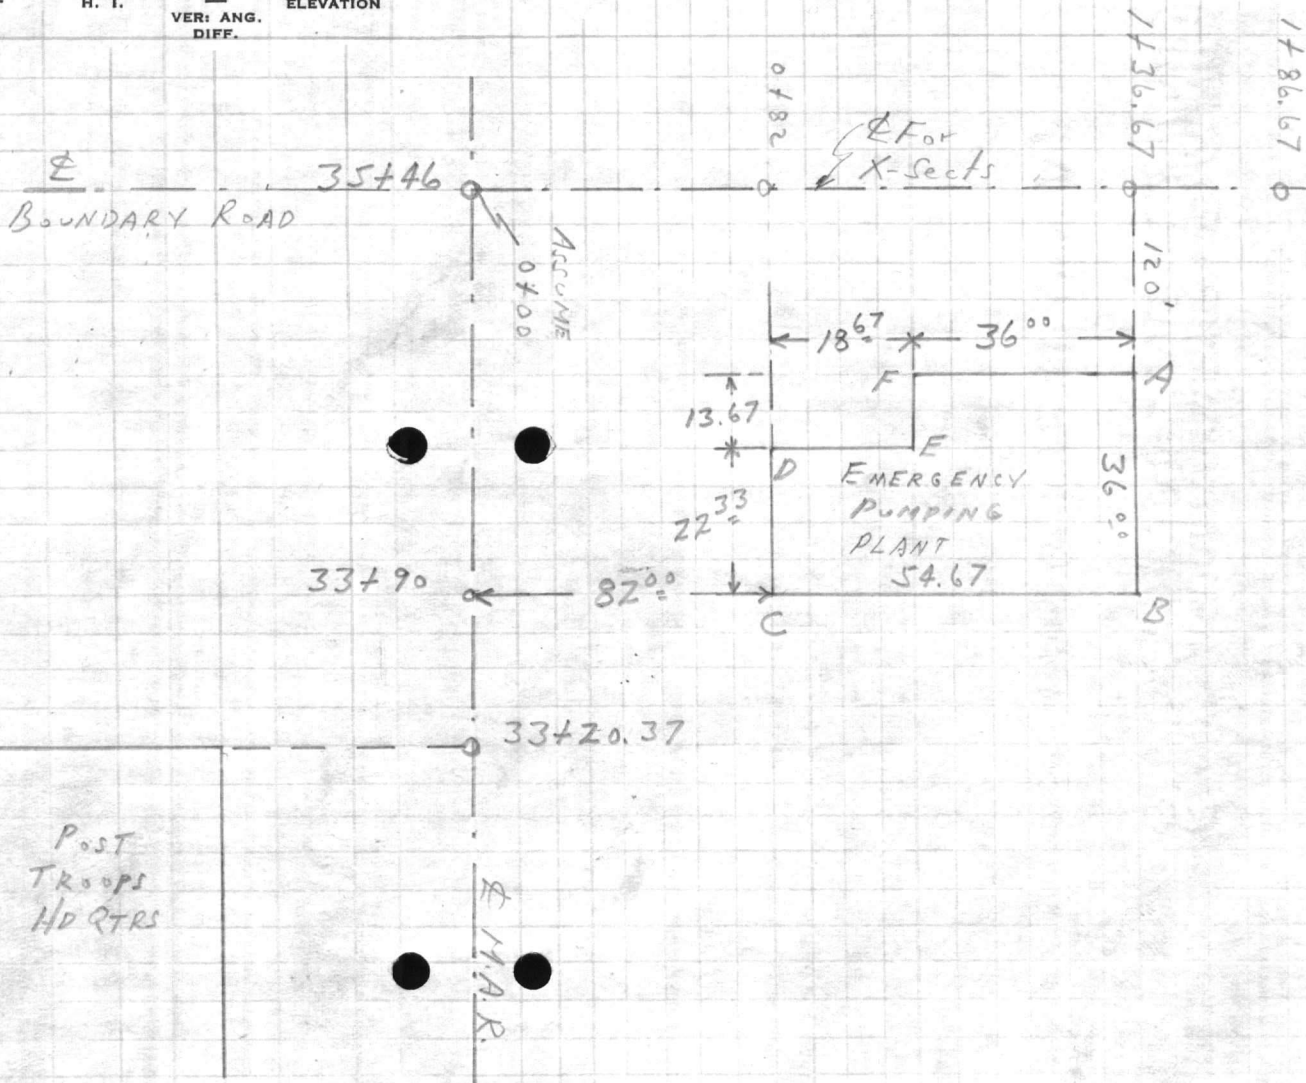 H. I.
VER: ANG.
DIFF.
ELEVATION
1+36.67
1+86.67
0+82
℄ For
X-Sects
℄
35+46
BOUNDARY ROAD
ASSUME
0+00
120'
18 67
36 00
F
A
13.67
E
D
EMERGENCY
PUMPING
PLANT
36 00
22 33
54.67
33+90
82 00
C
B
33+20.37
POST
TROOPS
HD QTRS
℄ M.A.R.